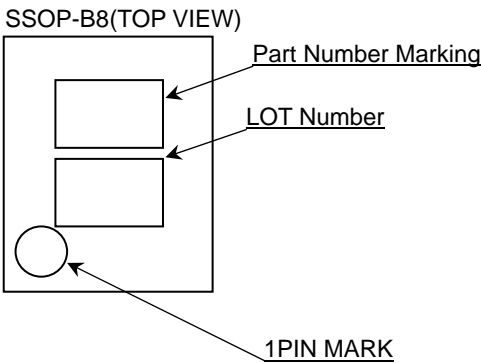 SSOP-B8(TOP VIEW)
Part Number Marking
LOT Number
1PIN MARK